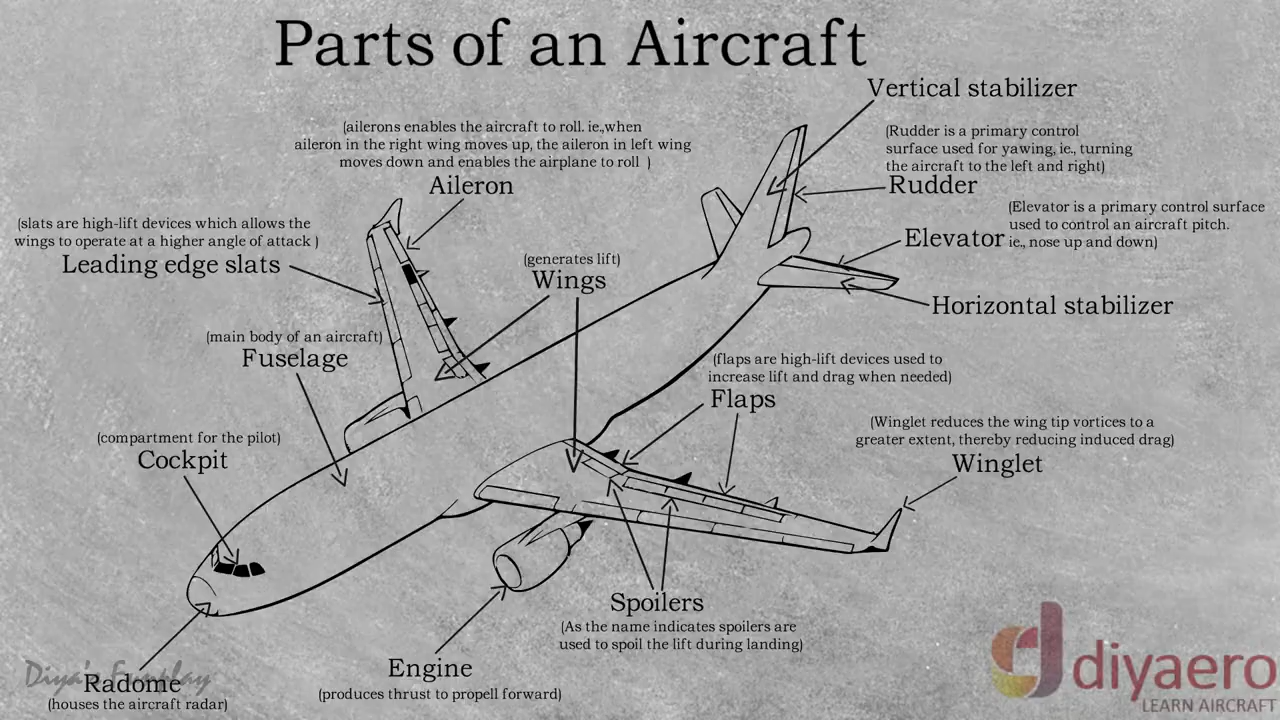 Parts of an Aircraft
Vertical stabilizer
(ailerons enables the aircraft to roll. ie.,when
aileron in the right wing moves up, the aileron in left wing
moves down and enables the airplane to roll )
Aileron
(Rudder is a primary control
surface used for yawing, ie., turning
the aircraft to the left and right)
Rudder
(slats are high-lift devices which allows the
wings to operate at a higher angle of attack )
Leading edge slats
(Elevator is a primary control surface
used to control an aircraft pitch.
ie., nose up and down)
Elevator
(generates lift)
Wings
Horizontal stabilizer
(main body of an aircraft)
Fuselage
(flaps are high-lift devices used to
increase lift and drag when needed)
Flaps
(Winglet reduces the wing tip vortices to a
greater extent, thereby reducing induced drag)
Winglet
(compartment for the pilot)
Cockpit
Spoilers
(As the name indicates spoilers are
used to spoil the lift during landing)
Engine
(produces thrust to propell forward)
Diya's
Radome
(houses the aircraft radar)
diyaero
LEARN AIRCRAFT